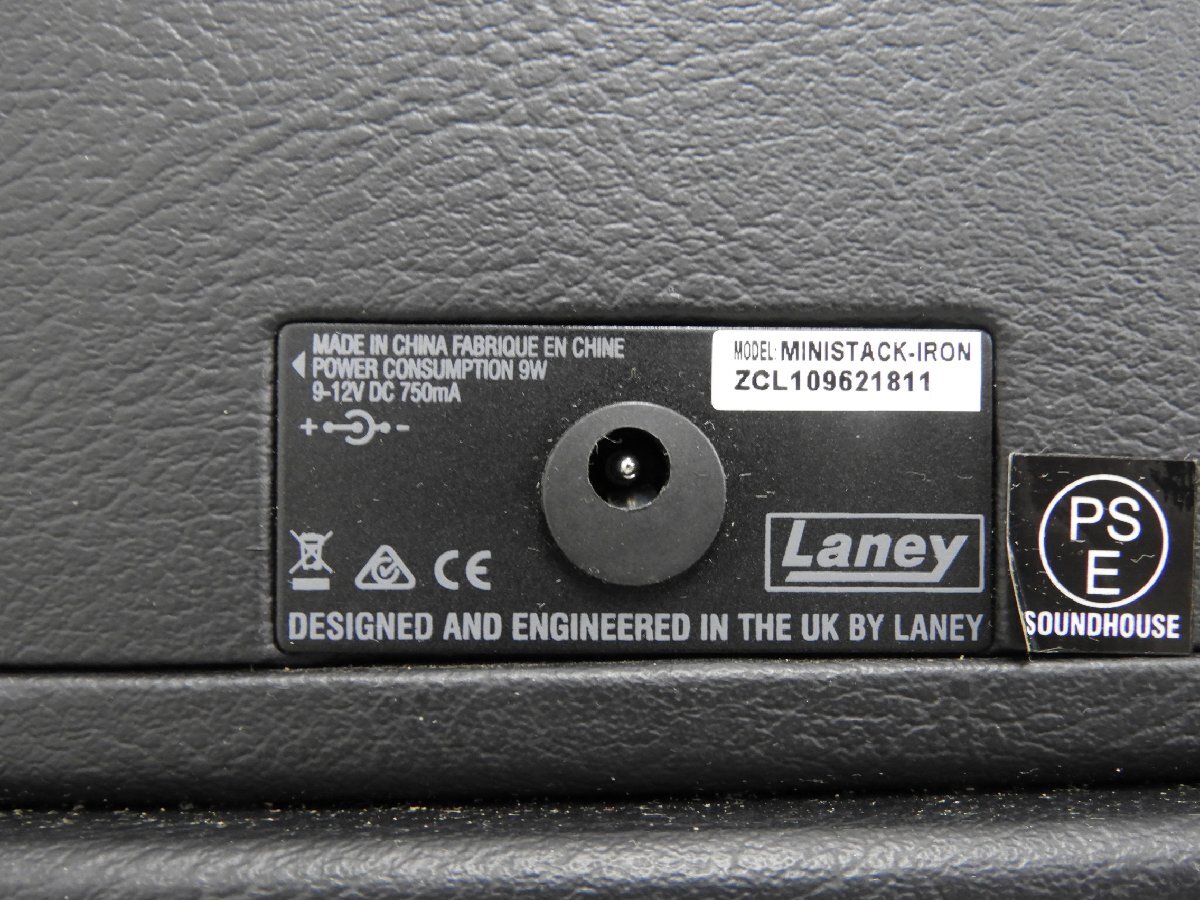 MADE IN CHINA FABRIQUE EN CHINE
POWER CONSUMPTION 9W
9-12V DC 750mA
+ -
MODEL: MINISTACK-IRON
ZCL109621811
CE
Laney
DESIGNED AND ENGINEERED IN THE UK BY LANEY
PS
E
SOUNDHOUSE